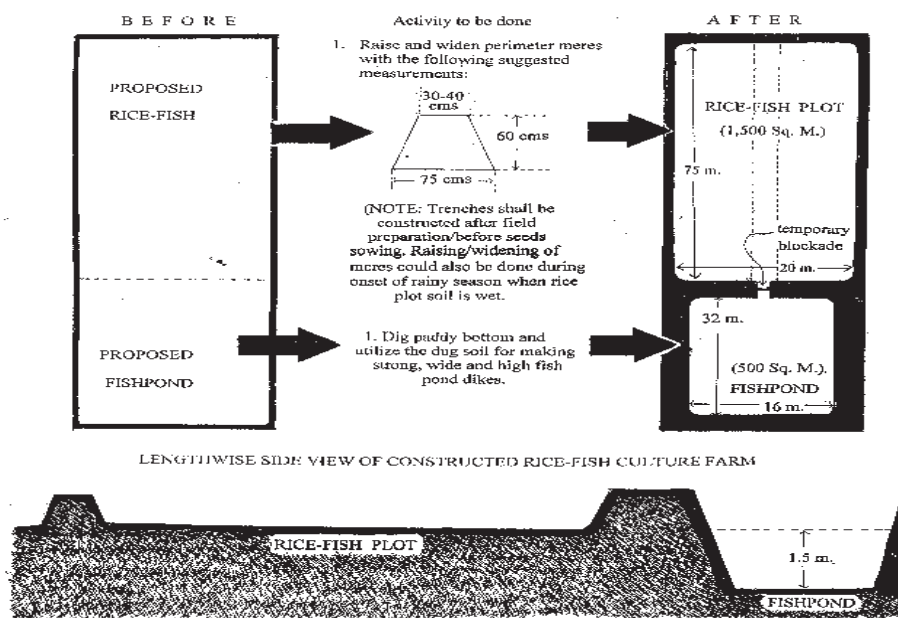 BEFORE
PROPOSED
RICE-FISH
PROPOSED
FISHPOND
Activity to be done
1. Raise and widen perimeter meres
with the following suggested
measurements:
30-40
cms
60 cms
75 cms
(NOTE: Trenches shall be
constructed after field
preparation/before seeds
sowing. Raising/widening of
meres could also be done during
onset of rainy season when rice
plot soil is wet.
1. Dig paddy bottom and
utilize the dug soil for making
strong, wide and high fish
pond dikes.
AFTER
RICE-FISH PLOT
(1,500 Sq. M.)
75 m.
temporary
blockade
20 m.
32 m.
(500 Sq. M.)
FISHPOND
16 m.
LENGTHWISE SIDE VIEW OF CONSTRUCTED RICE-FISH CULTURE FARM
RICE-FISH PLOT
1.5 m.
FISHPOND